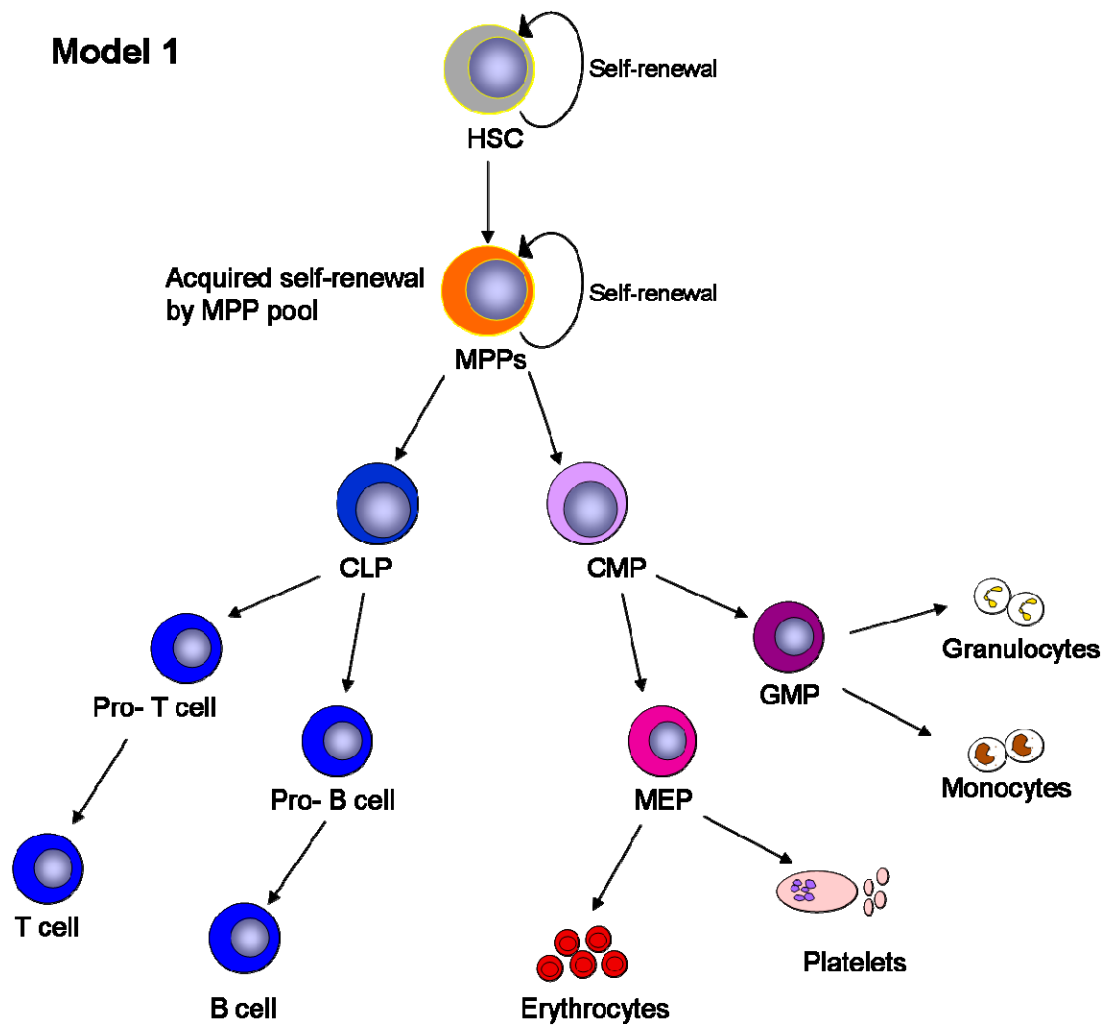 Model 1
Self-renewal
HSC
Acquired self-renewal
by MPP pool
Self-renewal
MPPs
CLP
CMP
Granulocytes
Pro- T cell
GMP
Monocytes
Pro- B cell
MEP
T cell
Platelets
B cell
Erythrocytes